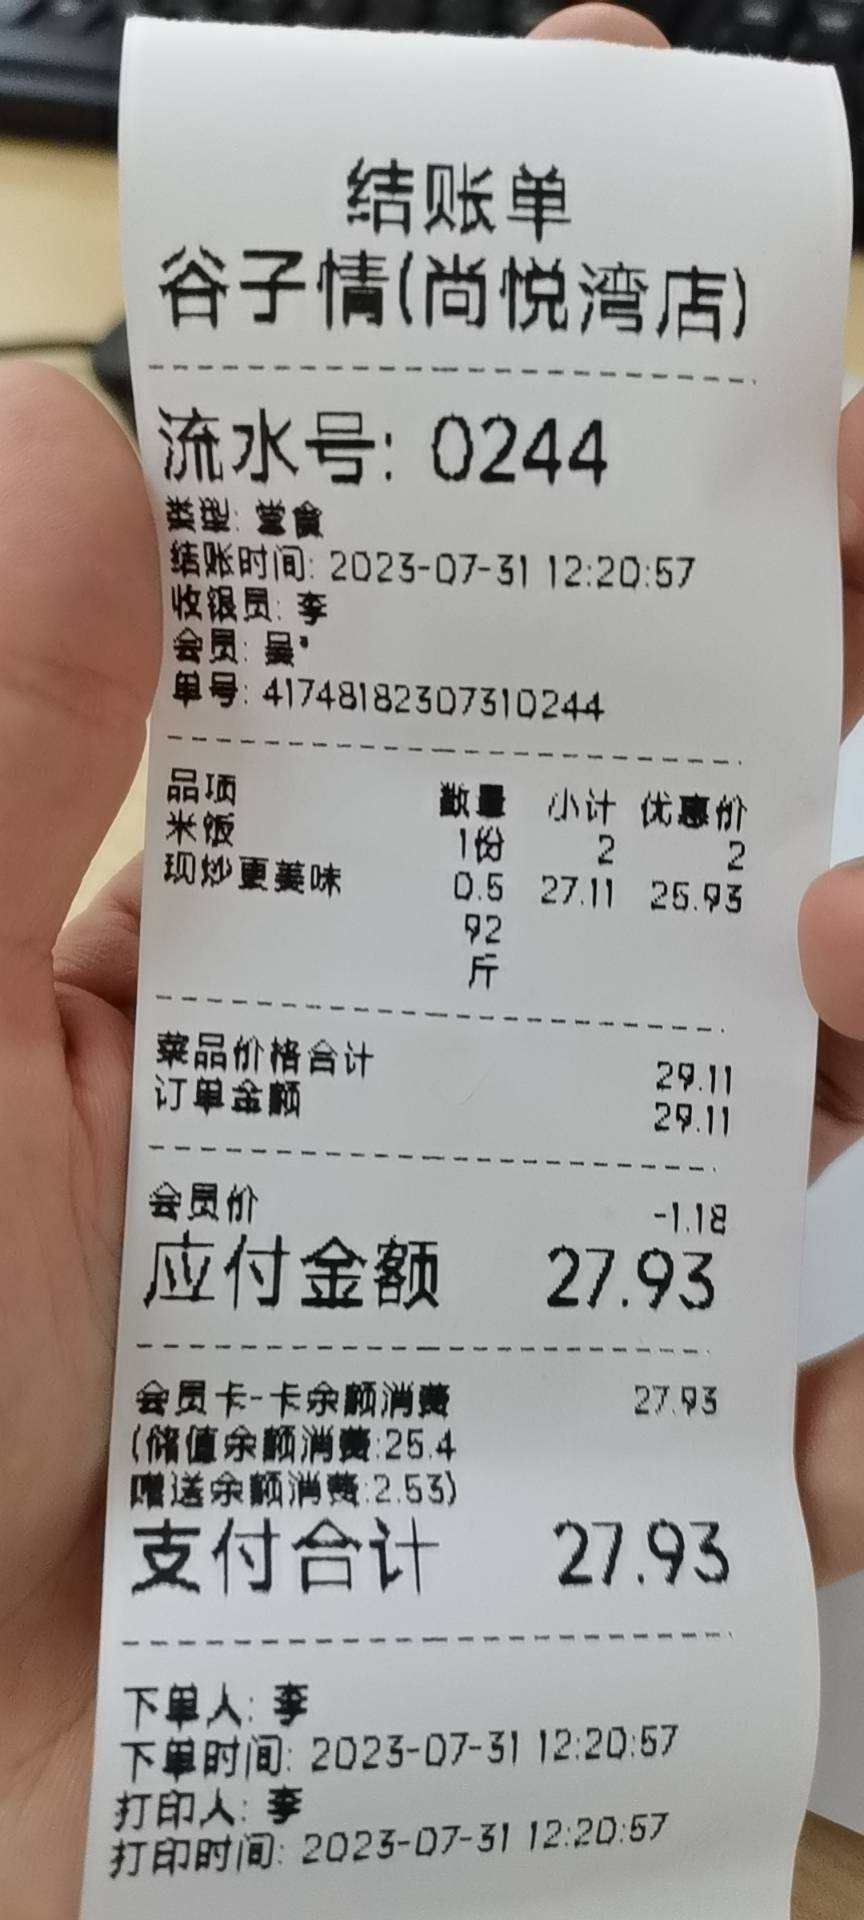 结账单
谷子情(尚悦湾店)
流水号: 0244
类型: 堂食
结账时间: 2023-07-31 12:20:57
收银员: 李
会员: 吴*
单号: 41748182307310244
品项 数量 小计 优惠价
米饭 1份 2 2
现炒更美味 0.5 27.11 25.93
92
斤
菜品价格合计 29.11
订单金额 29.11
会员价 -1.18
应付金额 27.93
会员卡-卡余额消费 27.93
(储值余额消费:25.4
赠送余额消费:2.53)
支付合计 27.93
下单人: 李
下单时间: 2023-07-31 12:20:57
打印人: 李
打印时间: 2023-07-31 12:20:57